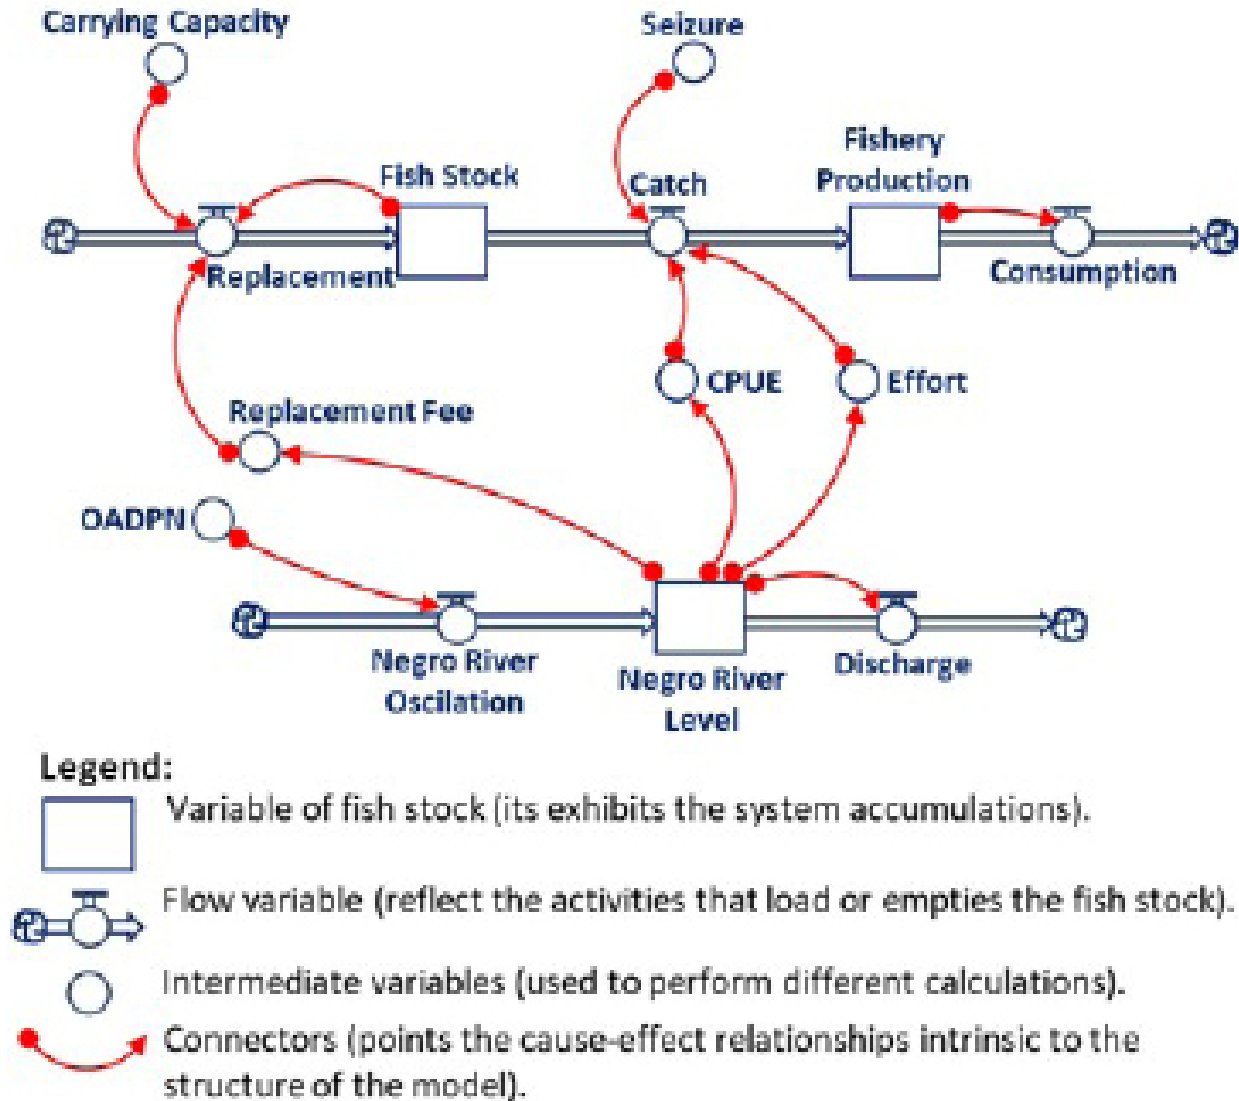 Carrying Capacity
Seizure
Fishery
Production
Fish Stock
Catch
Replacement
Consumption
CPUE
Effort
Replacement Fee
OADPN
Negro River
Oscilation
Negro River
Level
Discharge
Legend:
Variable of fish stock (its exhibits the system accumulations).
Flow variable (reflect the activities that load or empties the fish stock).
Intermediate variables (used to perform different calculations).
Connectors (points the cause-effect relationships intrinsic to the
structure of the model).